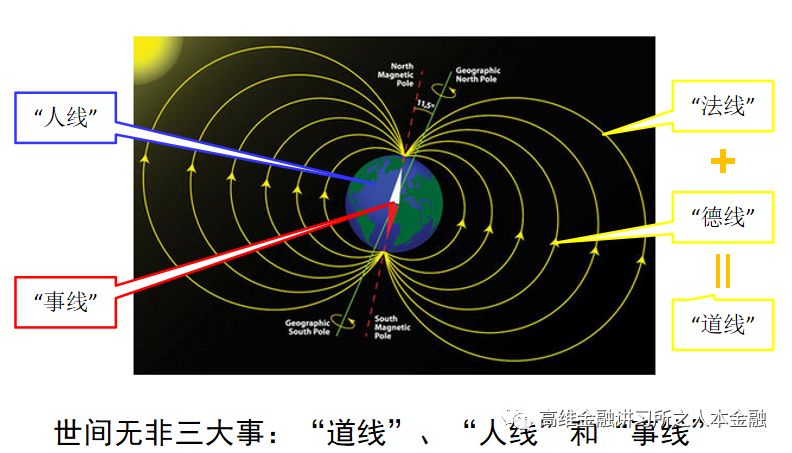 North
Magnetic
Pole
Geographic
North Pole
11,5°
“人线”
“法线”
+
“德线”
=
“道线”
“事线”
Geographic
South Pole
South
Magnetic
Pole
高维金融讲习所之人本金融
世间无非三大事：“道线”、“人线”和“事线”